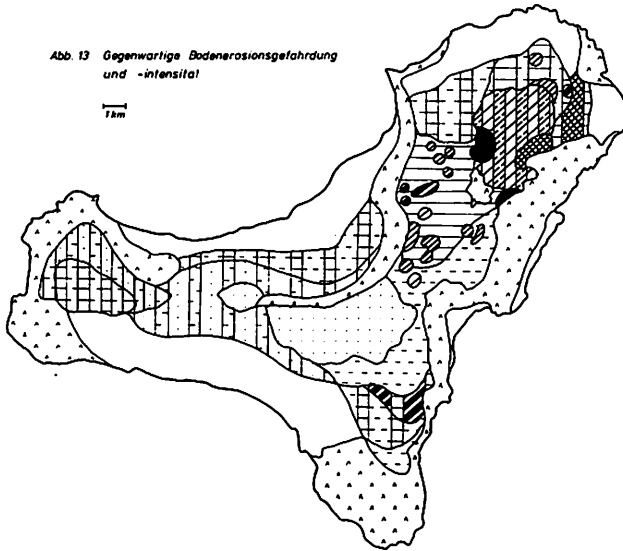 Abb. 13 Gegenwartige Bodenerosionsgefahrdung
und -intensitat
1 km